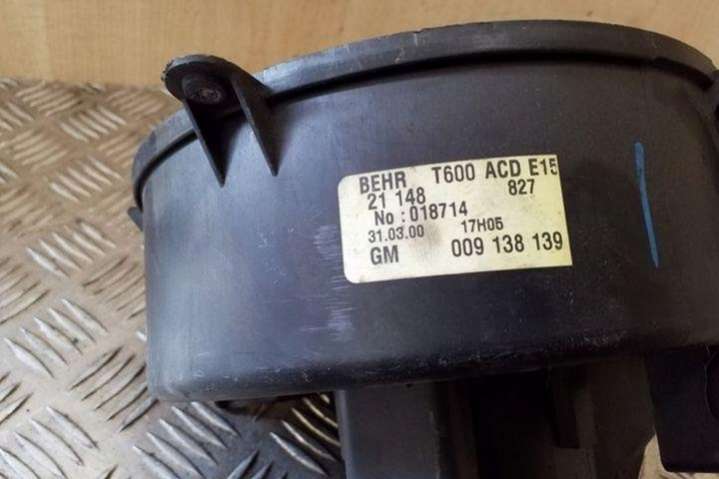 BEHR T600 ACD E15
21 148 827
No : 018714
31.03.00 17H05
GM 009 138 139